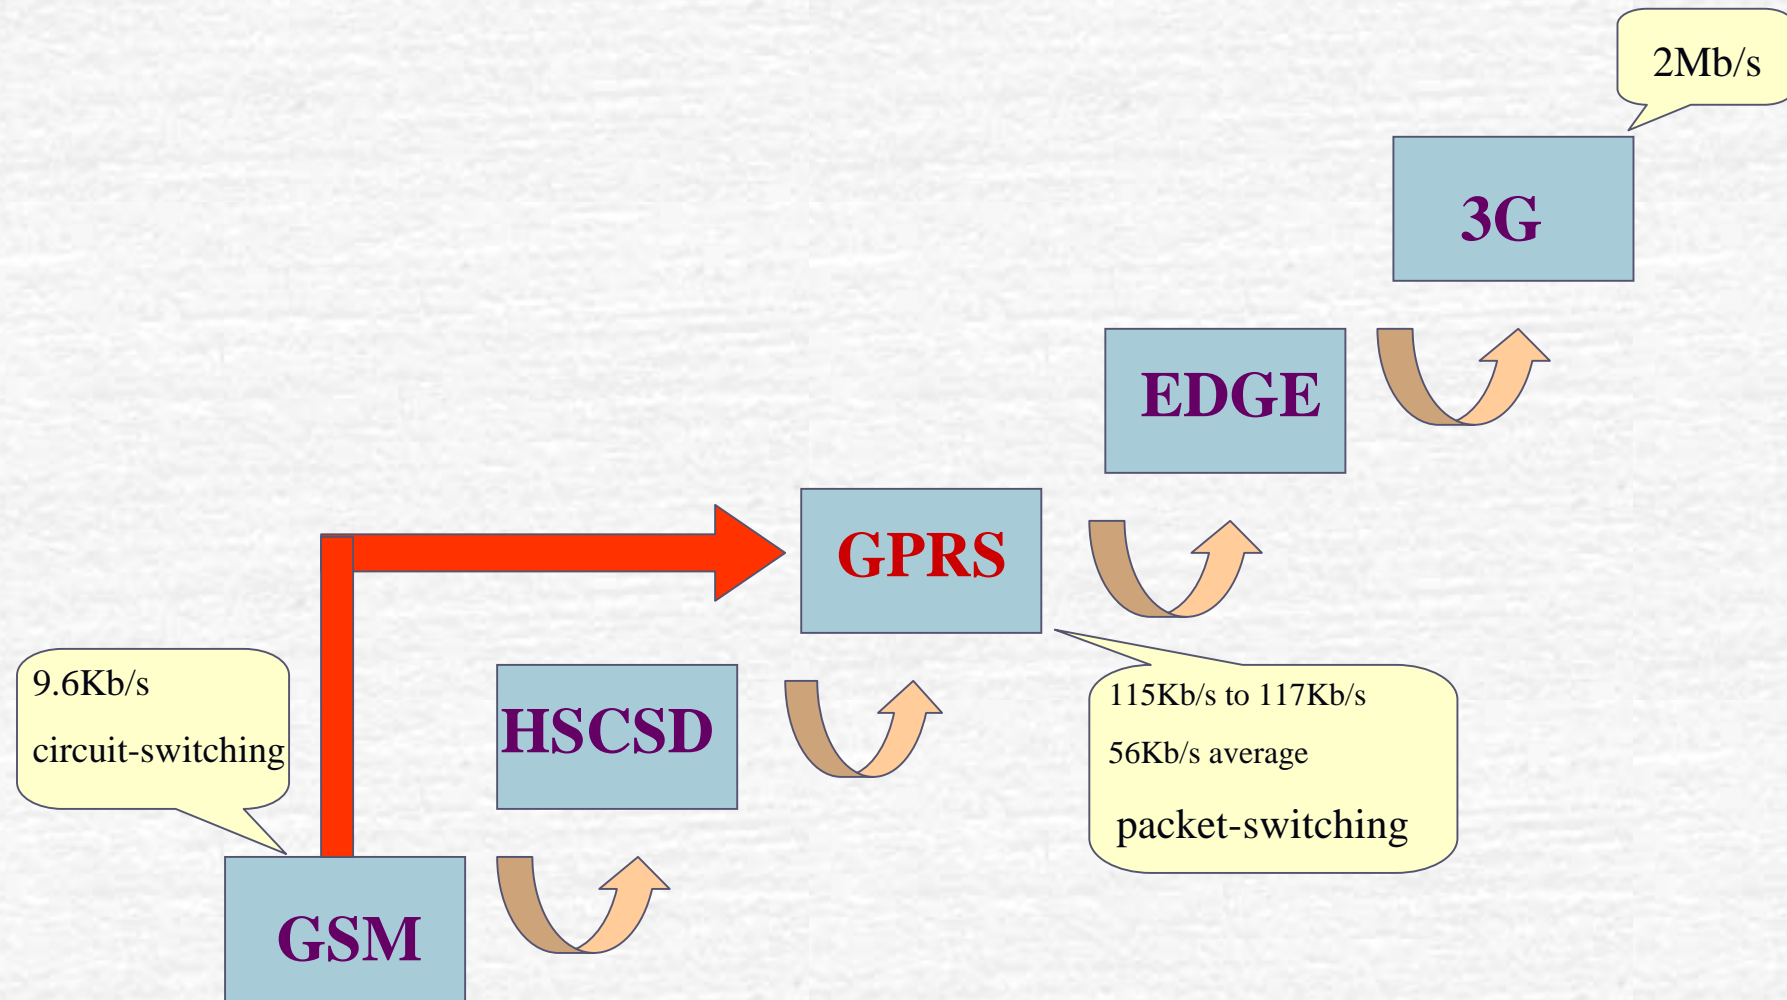 2Mb/s
3G
EDGE
GPRS
9.6Kb/s
circuit-switching
HSCSD
115Kb/s to 117Kb/s
56Kb/s average
packet-switching
GSM